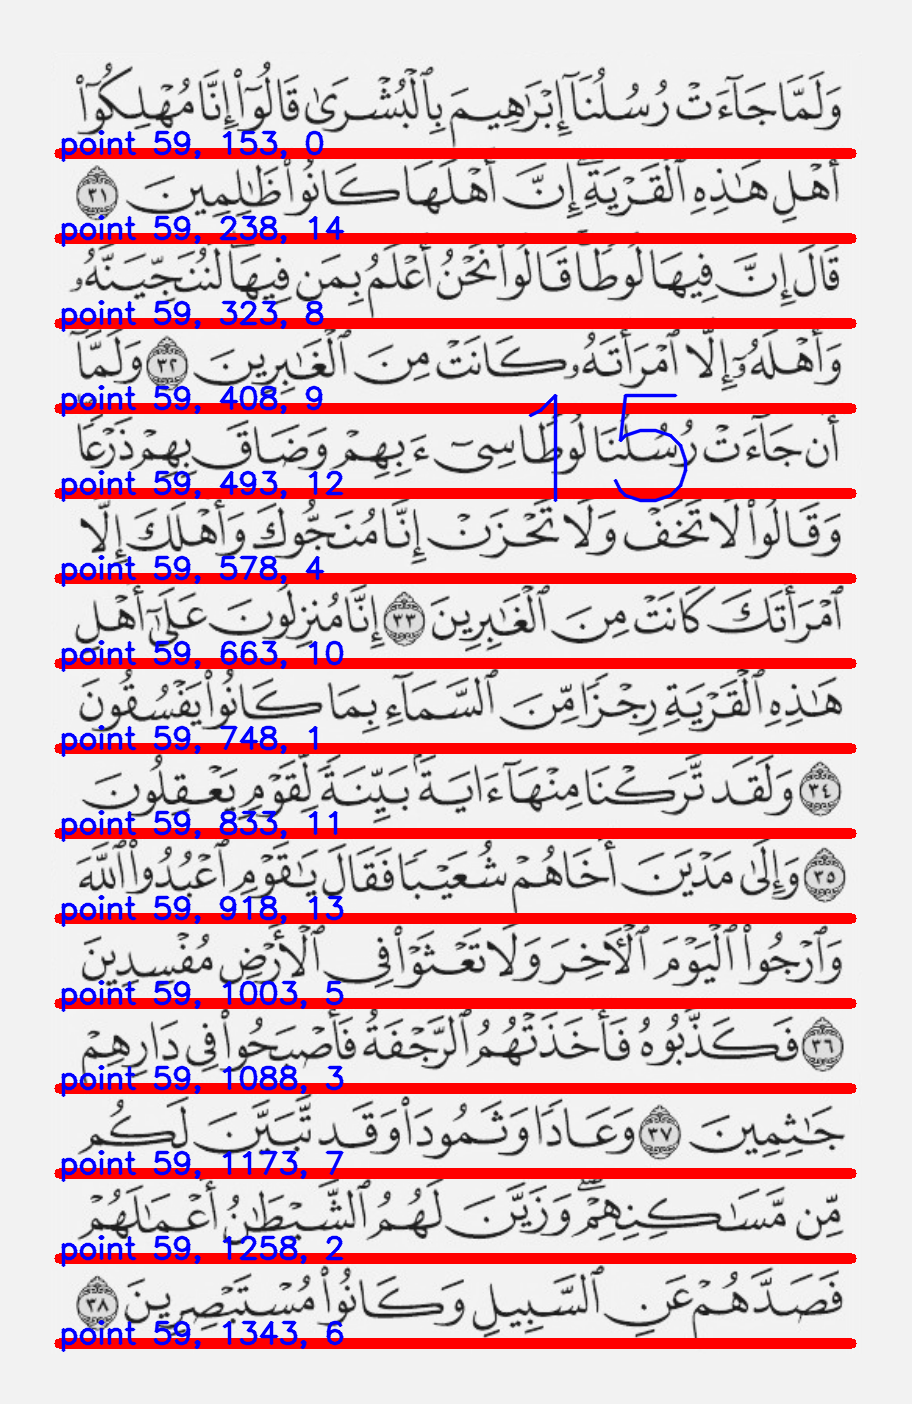 وَلَمَّا جَآءَتْ رُسُلُنَآ إِبْرَٰهِيمَ بِٱلْبُشْرَىٰ قَالُوٓا۟ إِنَّا مُهْلِكُوٓا۟
point 59, 153, 0
أَهْلِ هَٰذِهِ ٱلْقَرْيَةِ ۖ إِنَّ أَهْلَهَا كَانُوا۟ ظَٰلِمِينَ ٣١
point 59, 238, 14
قَالَ إِنَّ فِيهَا لُوطًا ۚ قَالُوا۟ نَحْنُ أَعْلَمُ بِمَن فِيهَا ۖ لَنُنَجِّيَنَّهُۥ
point 59, 323, 8
وَأَهْلَهُۥٓ إِلَّا ٱمْرَأَتَهُۥ كَانَتْ مِنَ ٱلْغَٰبِرِينَ ٣٢ وَلَمَّآ
point 59, 408, 9
أَن جَآءَتْ رُسُلُنَا لُوطًا سِىٓءَ بِهِمْ وَضَاقَ بِهِمْ ذَرْعًا
15
point 59, 493, 12
وَقَالُوا۟ لَا تَخَفْ وَلَا تَحْزَنْ إِنَّا مُنَجُّوكَ وَأَهْلَكَ إِلَّا
point 59, 578, 4
ٱمْرَأَتَكَ كَانَتْ مِنَ ٱلْغَٰبِرِينَ ٣٣ إِنَّا مُنزِلُونَ عَلَىٰٓ أَهْلِ
point 59, 663, 10
هَٰذِهِ ٱلْقَرْيَةِ رِجْزًا مِّنَ ٱلسَّمَآءِ بِمَا كَانُوا۟ يَفْسُقُونَ
point 59, 748, 1
٣٤ وَلَقَد تَّرَكْنَا مِنْهَآ ءَايَةًۢ بَيِّنَةً لِّقَوْمٍ يَعْقِلُونَ
point 59, 833, 11
٣٥ وَإِلَىٰ مَدْيَنَ أَخَاهُمْ شُعَيْبًا فَقَالَ يَٰقَوْمِ ٱعْبُدُوا۟ ٱللَّهَ
point 59, 918, 13
وَٱرْجُوا۟ ٱلْيَوْمَ ٱلْءَاخِرَ وَلَا تَعْثَوْا۟ فِى ٱلْأَرْضِ مُفْسِدِينَ
point 59, 1003, 5
٣٦ فَكَذَّبُوهُ فَأَخَذَتْهُمُ ٱلرَّجْفَةُ فَأَصْبَحُوا۟ فِى دَارِهِمْ
point 59, 1088, 3
جَٰثِمِينَ ٣٧ وَعَادًا وَثَمُودَا۟ وَقَد تَّبَيَّنَ لَكُم
point 59, 1173, 7
مِّن مَّسَٰكِنِهِمْ ۖ وَزَيَّنَ لَهُمُ ٱلشَّيْطَٰنُ أَعْمَٰلَهُمْ
point 59, 1258, 2
فَصَدَّهُمْ عَنِ ٱلسَّبِيلِ وَكَانُوا۟ مُسْتَبْصِرِينَ ٣٨
point 59, 1343, 6